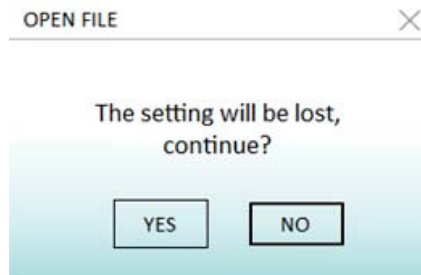 OPEN FILE
The setting will be lost,
continue?
YES
NO